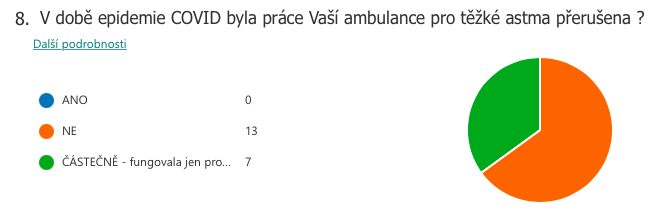 8. V době epidemie COVID byla práce Vaší ambulance pro těžké astma přerušena ?
Další podrobnosti
ANO 0
NE 13
ČÁSTEČNĚ - fungovala jen pro... 7